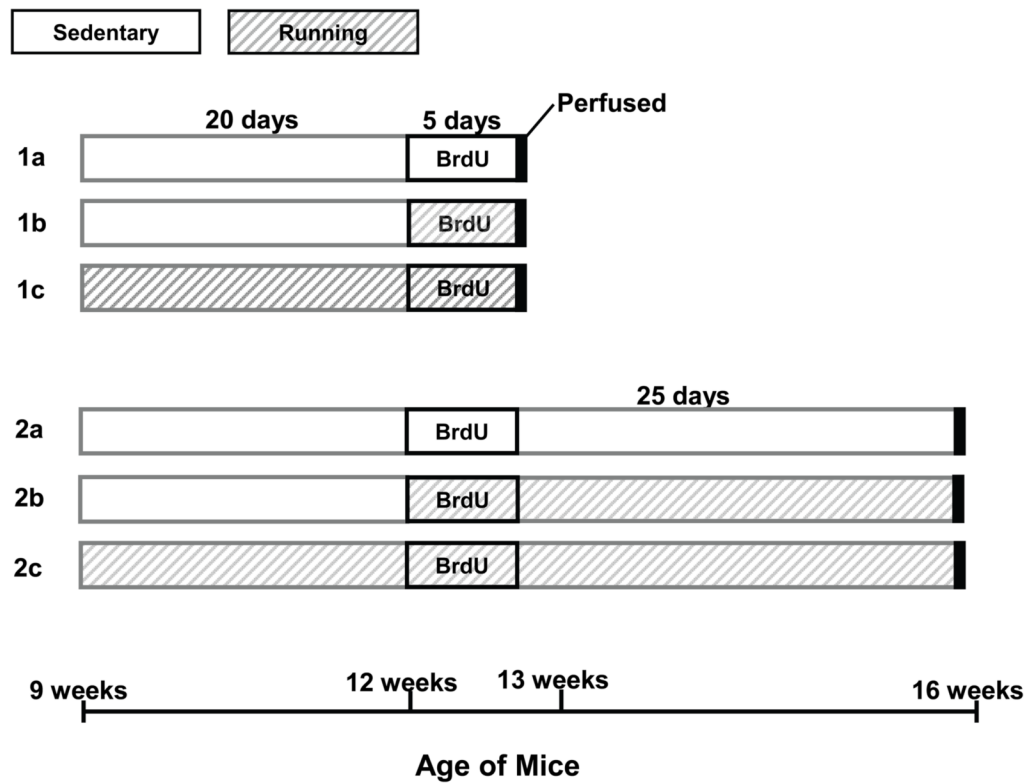 Sedentary Running
Perfused
20 days 5 days
1a BrdU
1b BrdU
1c BrdU
25 days
2a BrdU
2b BrdU
2c BrdU
9 weeks 12 weeks 13 weeks 16 weeks
Age of Mice